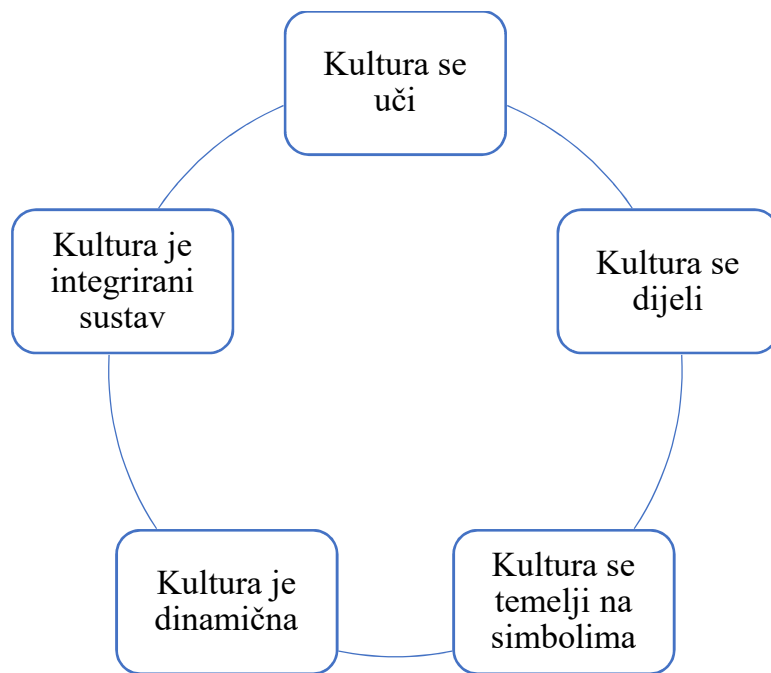 Kultura se
uči
Kultura se
dijeli
Kultura se
temelji na
simbolima
Kultura je
dinamična
Kultura je
integrirani
sustav